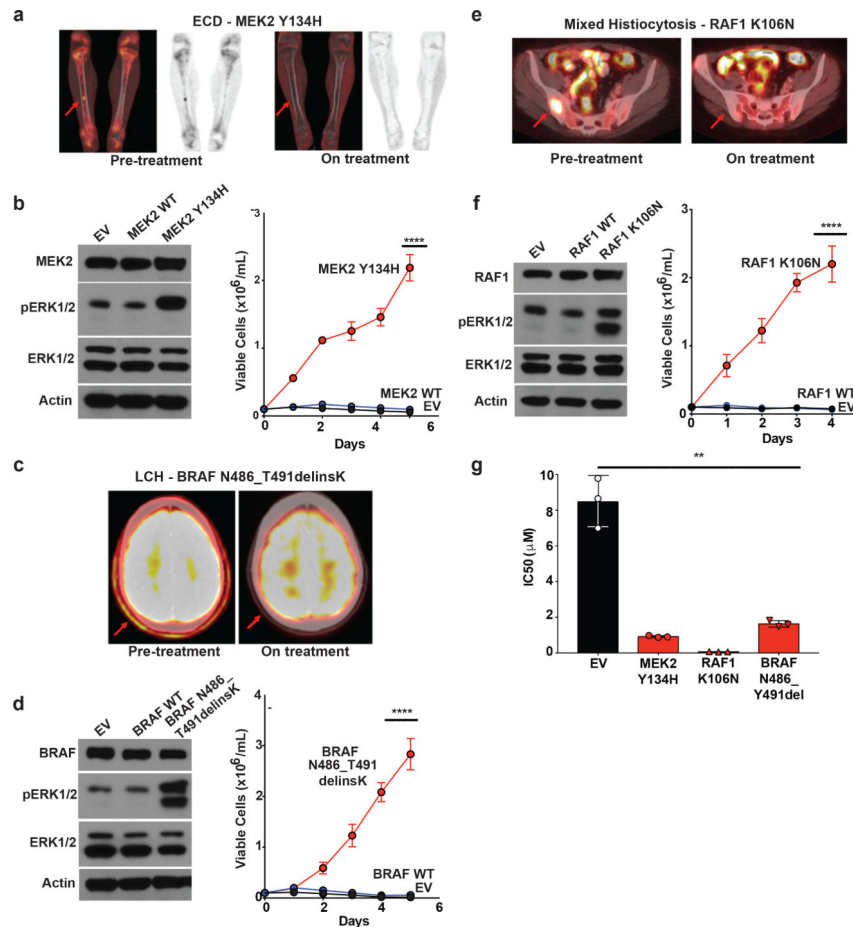 a
ECD - MEK2 Y134H
Pre-treatment
On treatment
b
EV
MEK2 WT
MEK2 Y134H
MEK2
pERK1/2
ERK1/2
Actin
Viable Cells (x10⁶/mL)
3
2
1
0
0
2
4
6
Days
****
MEK2 Y134H
MEK2 WT
EV
c
LCH - BRAF N486_T491delinsK
Pre-treatment
On treatment
d
EV
BRAF WT
BRAF N486_
T491delinsK
BRAF
pERK1/2
ERK1/2
Actin
Viable Cells (x10⁶/mL)
4
3
2
1
0
0
2
4
6
Days
****
BRAF
N486_T491
delinsK
BRAF WT
EV
e
Mixed Histiocytosis - RAF1 K106N
Pre-treatment
On treatment
f
EV
RAF1 WT
RAF1 K106N
RAF1
pERK1/2
ERK1/2
Actin
Viable Cells (x10⁶/mL)
3
2
1
0
0
1
2
3
4
Days
****
RAF1 K106N
RAF1 WT
EV
g
**
IC50 (µM)
10
8
6
4
2
0
EV
MEK2
Y134H
RAF1
K106N
BRAF
N486_
Y491del